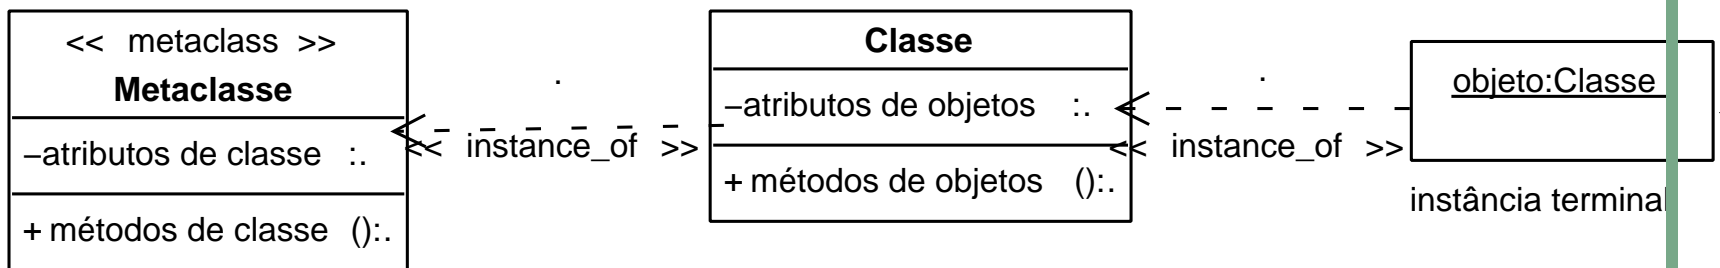 << metaclass >>
Metaclasse
−atributos de classe :.
+ métodos de classe ():.
<< instance_of >>
Classe
−atributos de objetos :.
+ métodos de objetos ():.
<< instance_of >>
objeto:Classe
instância terminal